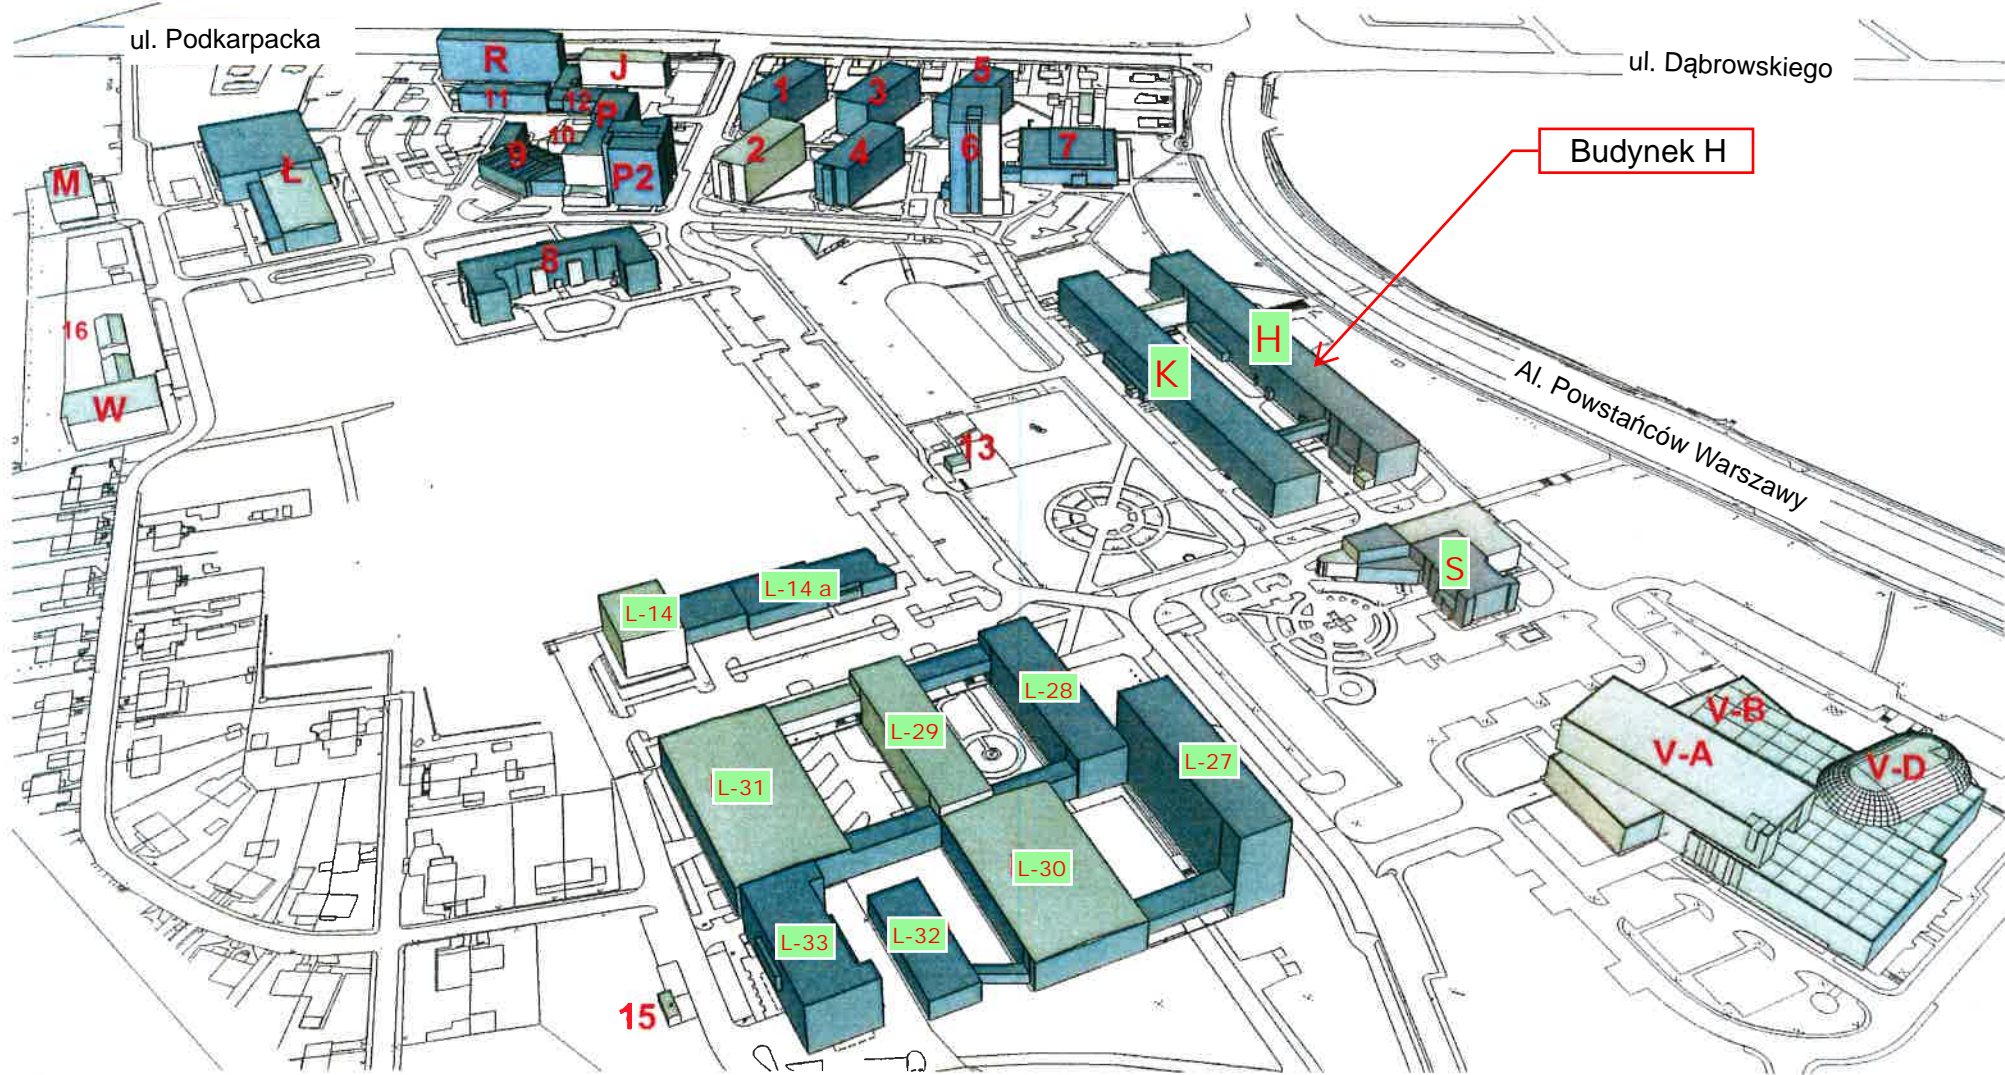 ul. Podkarpacka
ul. Dąbrowskiego
R
J
11
12
P
10
9
P2
1
3
5
2
4
6
7
Budynek H
M
Ł
8
16
W
H
K
Al. Powstańców Warszawy
13
S
L-14
L-14 a
L-28
L-29
L-27
L-31
L-30
L-33
L-32
15
V-B
V-A
V-D